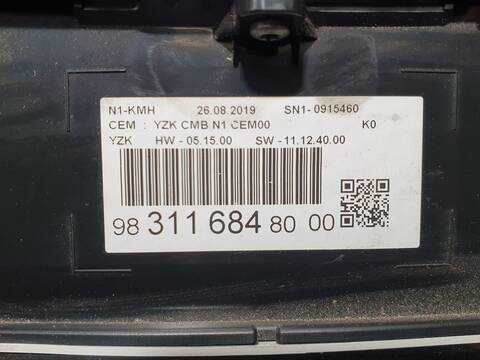 N1-KMH 26.08.2019 SN1- 0915460
CEM : YZK CMB N1 CEM00 K0
YZK HW - 05.15.00 SW - 11.12.40.00
98 311 684 80 00